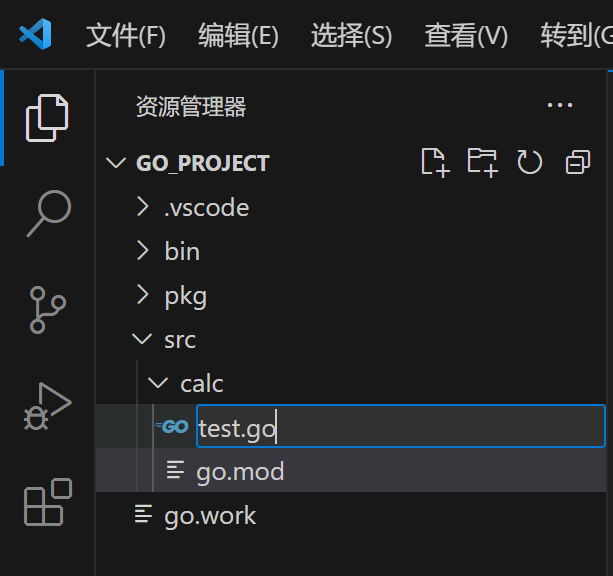 文件(F) 编辑(E) 选择(S) 查看(V) 转到(G
资源管理器 ...
GO_PROJECT
.vscode
bin
pkg
src
calc
GO test.go
go.mod
go.work